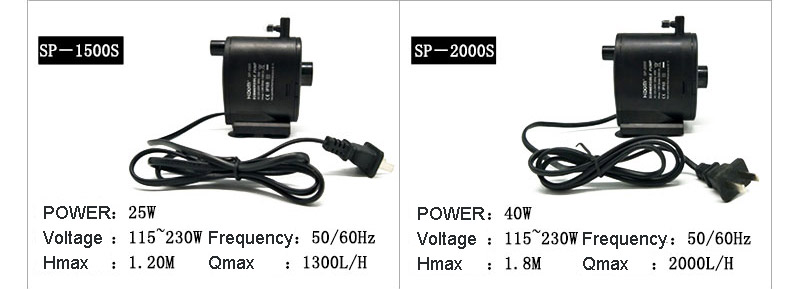 SP－1500S
POWER：25W
Voltage：115~230W Frequency：50/60Hz
Hmax：1.20M Qmax：1300L/H
SP－2000S
POWER：40W
Voltage：115~230W Frequency：50/60Hz
Hmax：1.8M Qmax：2000L/H